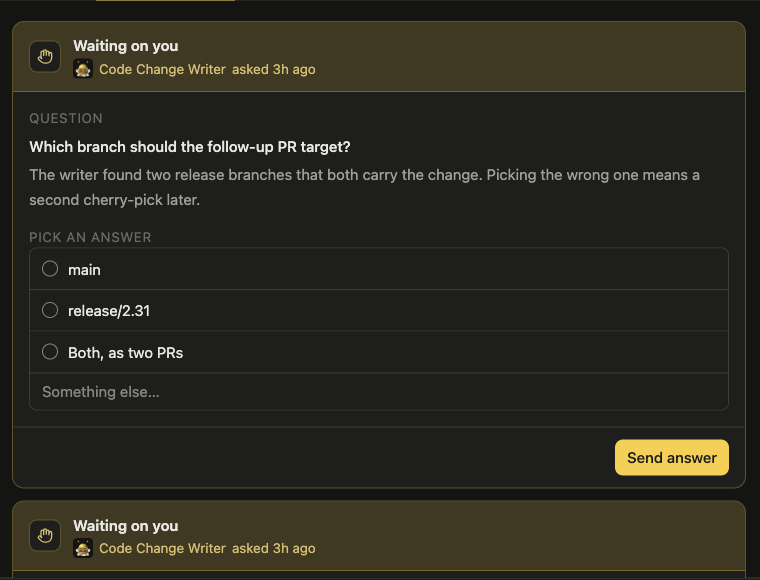 Waiting on you
Code Change Writer asked 3h ago
QUESTION
Which branch should the follow-up PR target?
The writer found two release branches that both carry the change. Picking the wrong one means a
second cherry-pick later.
PICK AN ANSWER
main
release/2.31
Both, as two PRs
Something else...
Send answer
Waiting on you
Code Change Writer asked 3h ago